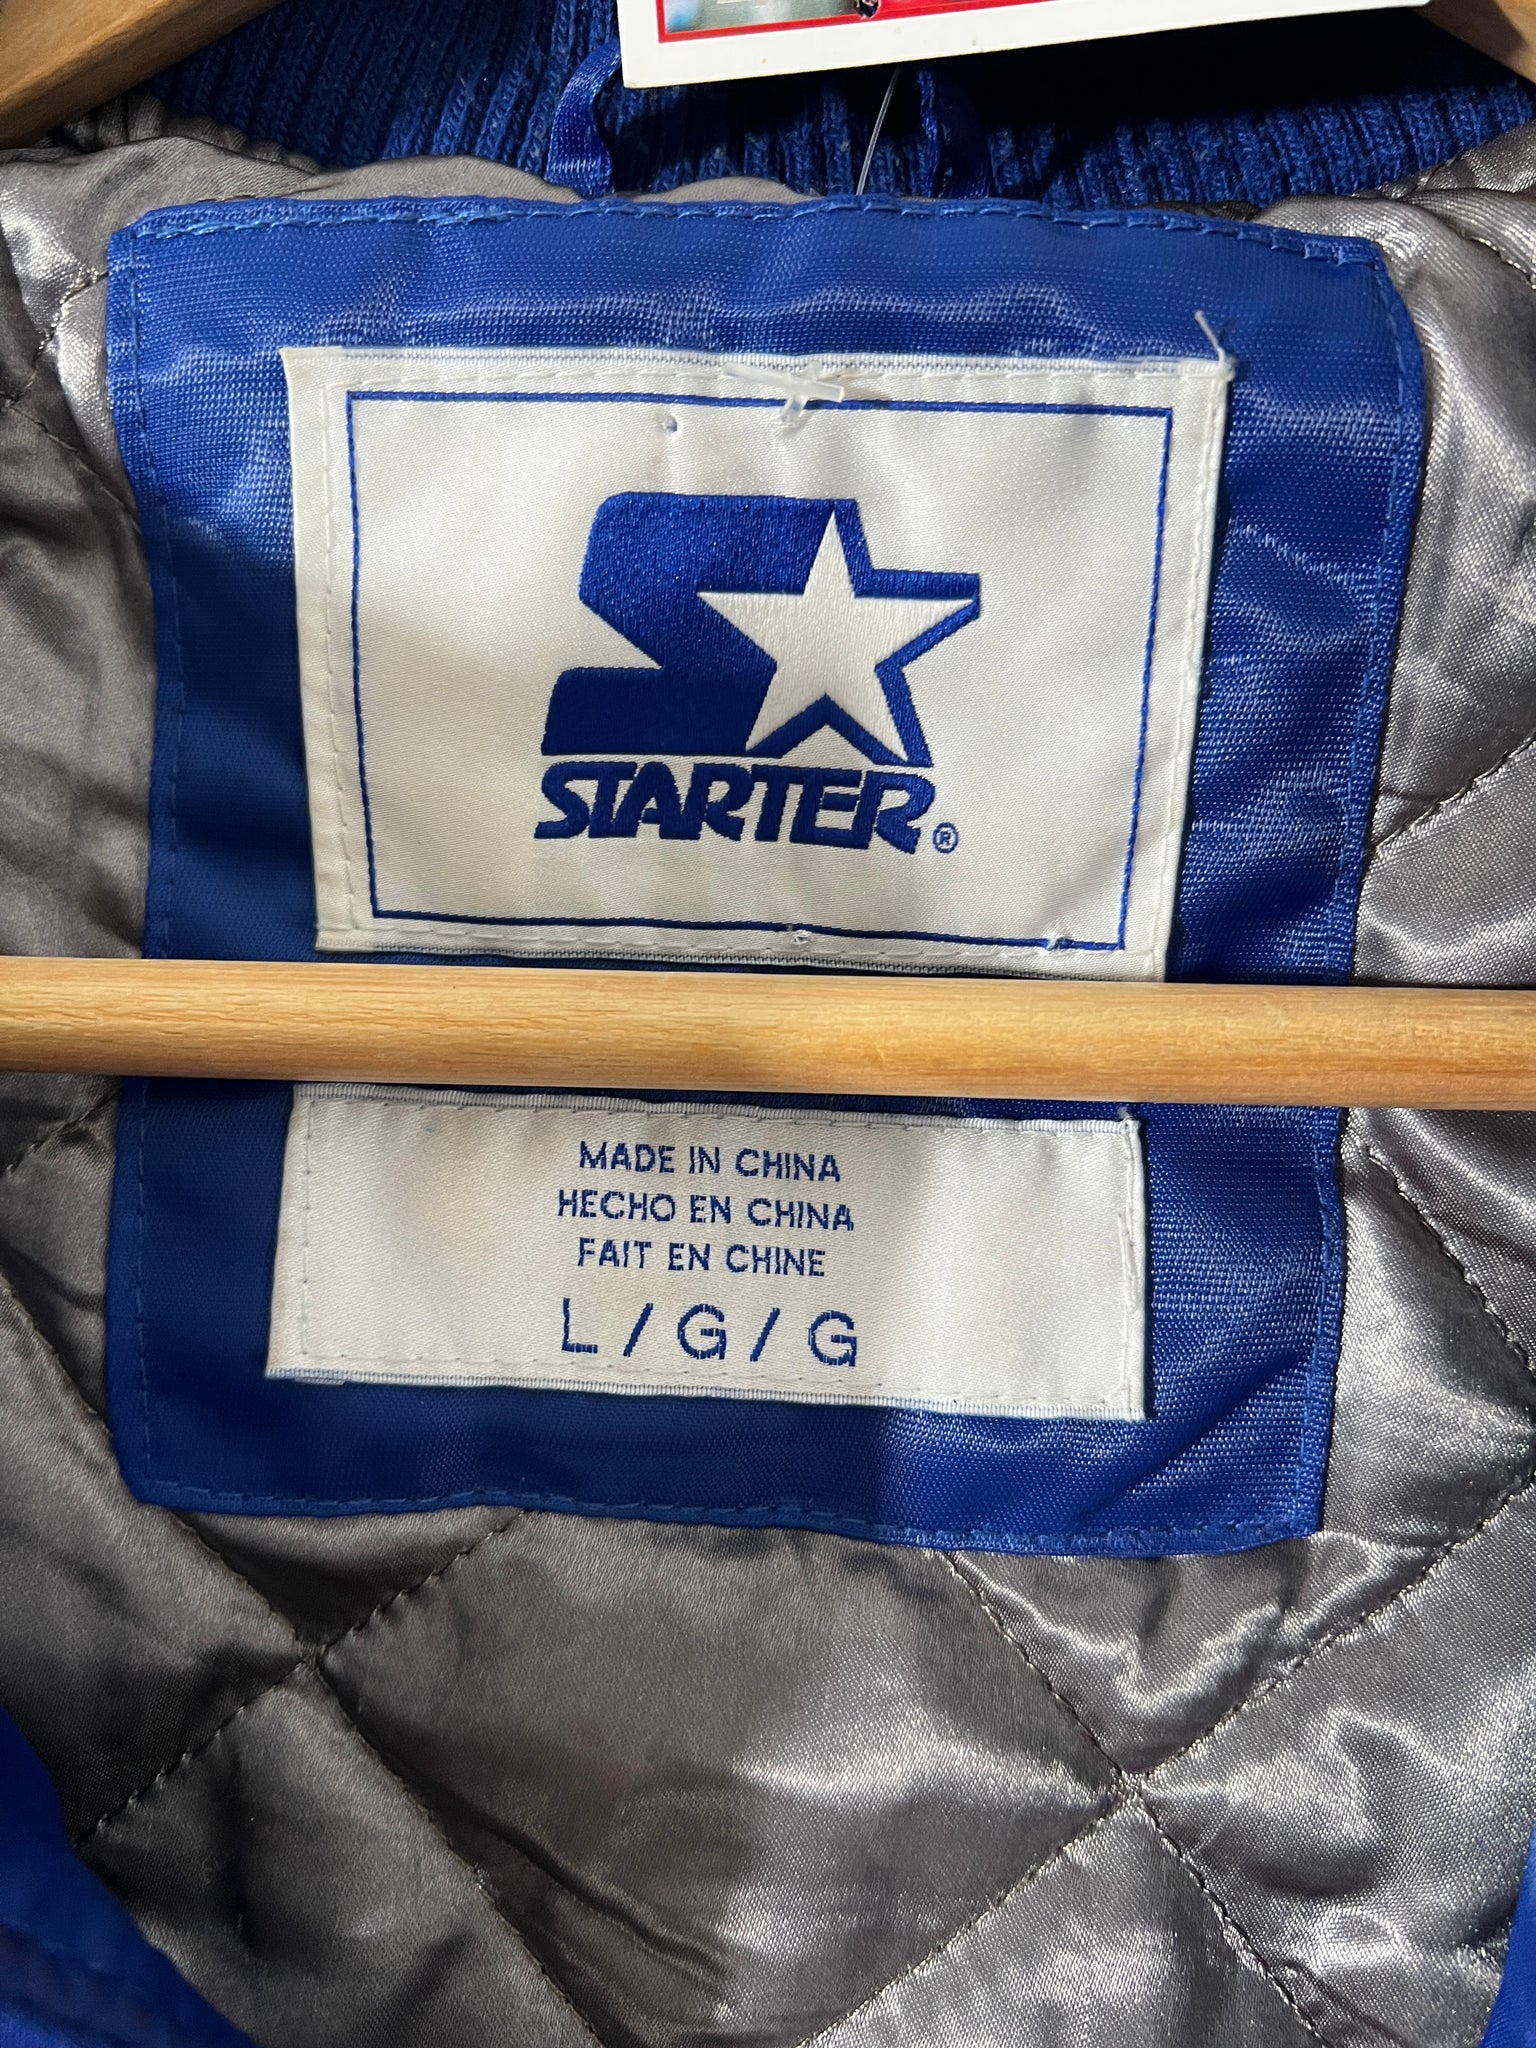 STARTER®
MADE IN CHINA
HECHO EN CHINA
FAIT EN CHINE
L / G / G